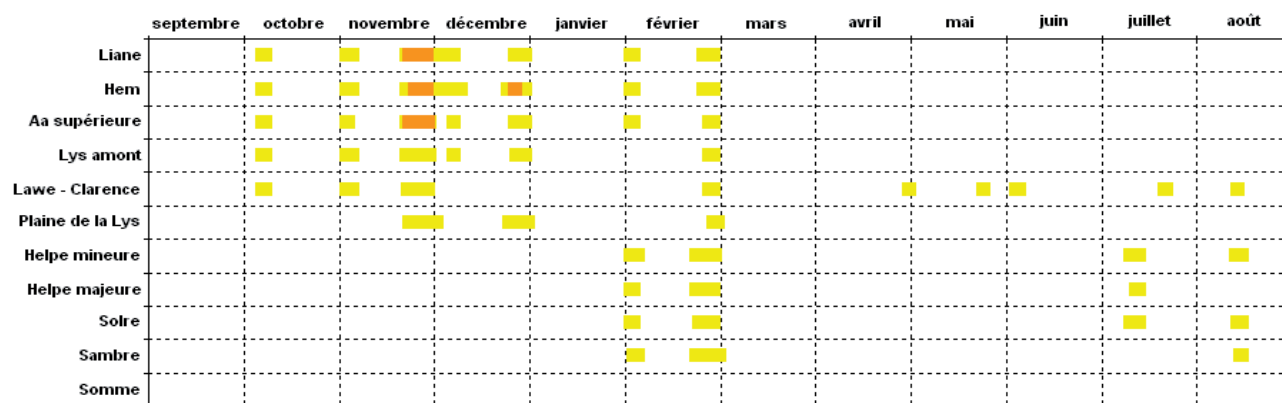 septembre octobre novembre décembre janvier février mars avril mai juin juillet août
Liane
Hem
Aa supérieure
Lys amont
Lawe - Clarence
Plaine de la Lys
Helpe mineure
Helpe majeure
Solre
Sambre
Somme